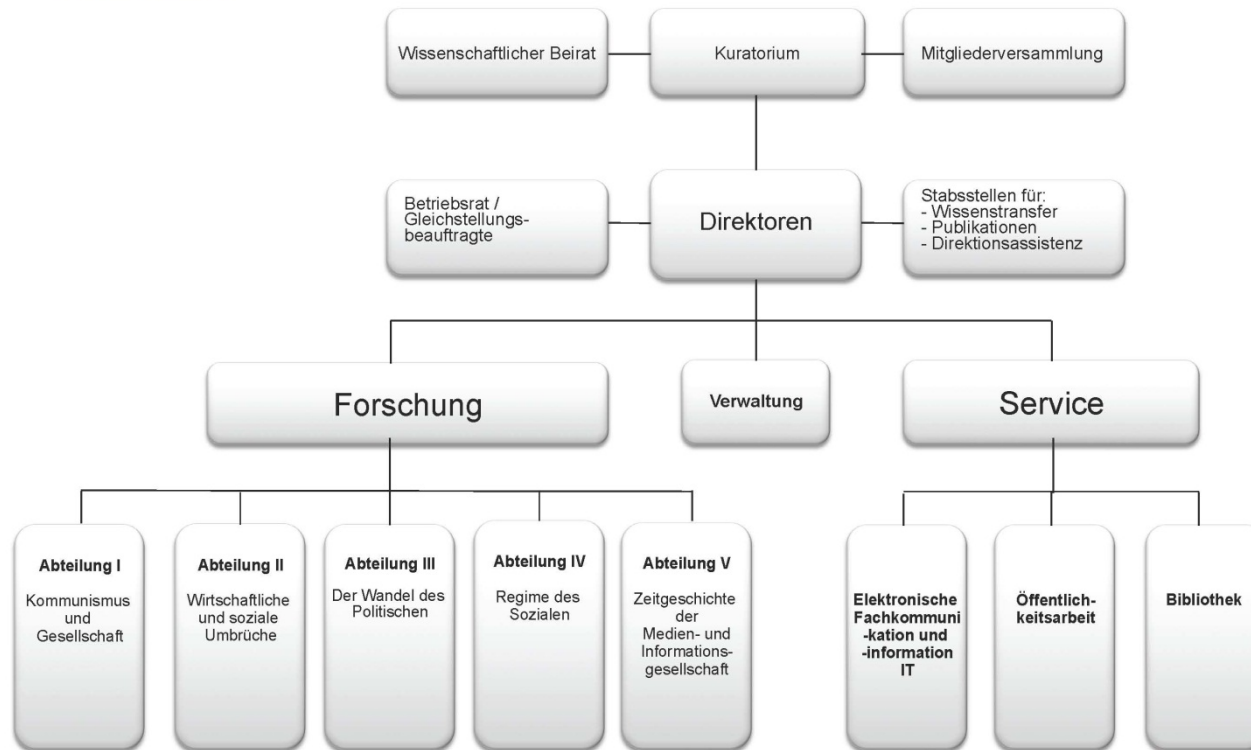 Wissenschaftlicher Beirat
Kuratorium
Mitgliederversammlung
Betriebsrat /
Gleichstellungs-
beauftragte
Direktoren
Stabsstellen für:
- Wissenstransfer
- Publikationen
- Direktionsassistenz
Forschung
Verwaltung
Service
Abteilung I
Kommunismus
und
Gesellschaft
Abteilung II
Wirtschaftliche
und soziale
Umbrüche
Abteilung III
Der Wandel des
Politischen
Abteilung IV
Regime des
Sozialen
Abteilung V
Zeitgeschichte
der
Medien- und
Informations-
gesellschaft
Elektronische
Fachkommuni
-kation und
-information
IT
Öffentlich-
keitsarbeit
Bibliothek